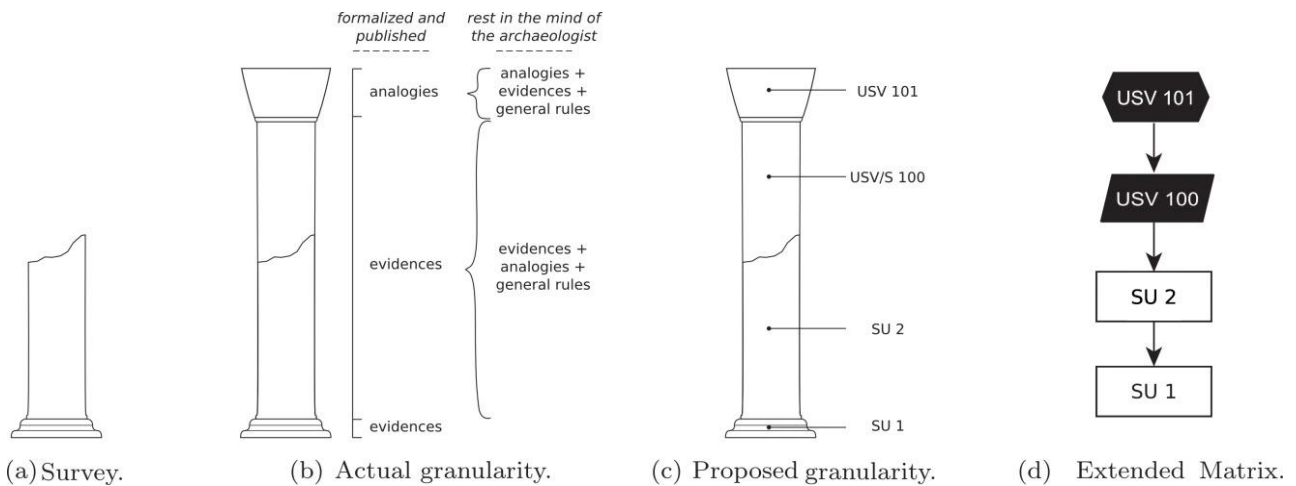 formalized and
published
rest in the mind of
the archaeologist
analogies
analogies +
evidences +
general rules
evidences
evidences +
analogies +
general rules
evidences
USV 101
USV/S 100
SU 2
SU 1
USV 101
USV 100
SU 2
SU 1
(a) Survey.
(b) Actual granularity.
(c) Proposed granularity.
(d) Extended Matrix.